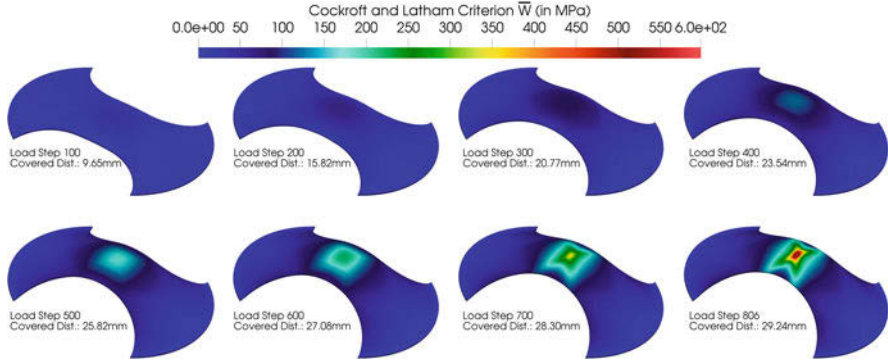 Cockroft and Latham Criterion W̅ (in MPa)
0.0e+00 50 100 150 200 250 300 350 400 450 500 550 6.0e+02
Load Step 100
Covered Dist.: 9.65mm
Load Step 200
Covered Dist.: 15.82mm
Load Step 300
Covered Dist.: 20.77mm
Load Step 400
Covered Dist.: 23.54mm
Load Step 500
Covered Dist.: 25.82mm
Load Step 600
Covered Dist.: 27.08mm
Load Step 700
Covered Dist.: 28.30mm
Load Step 806
Covered Dist.: 29.24mm